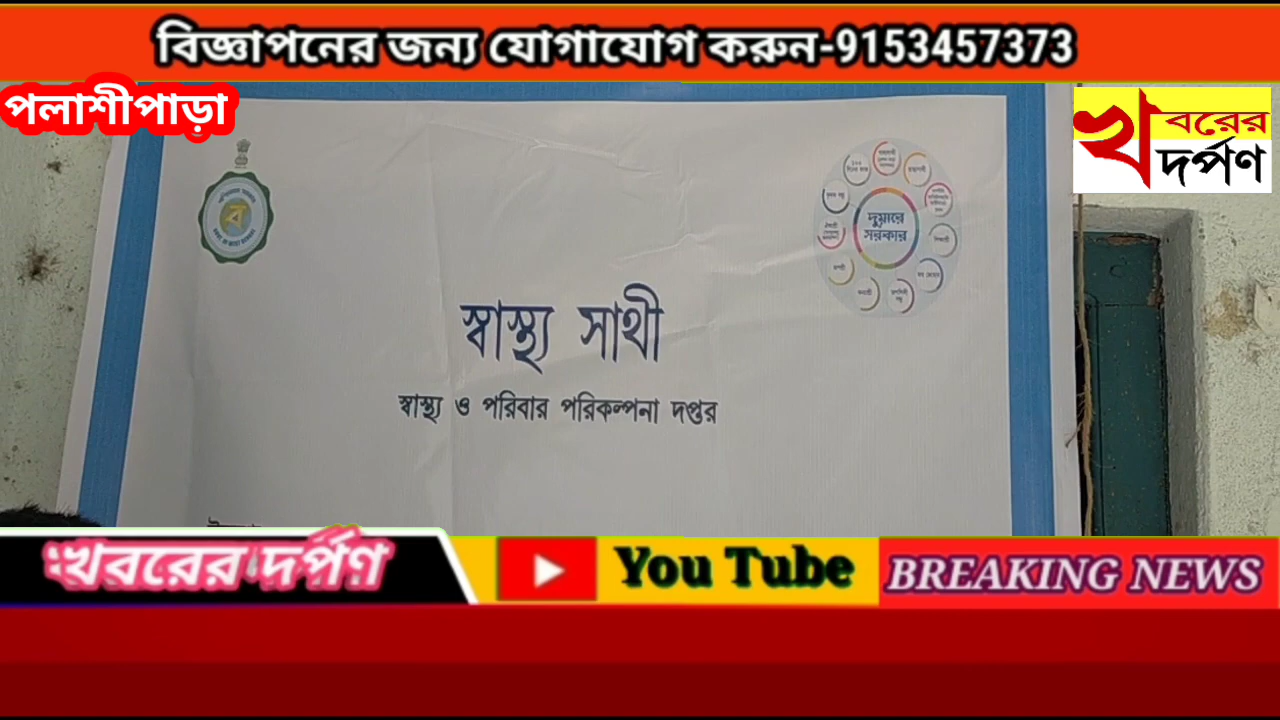 বিজ্ঞাপনের জন্য যোগাযোগ করুন-9153457373
পলাশীপাড়া
খবরের
দর্পণ
দুয়ারে
সরকার
স্বাস্থ্য সাথী
স্বাস্থ্য ও পরিবার পরিকল্পনা দপ্তর
খবরের দর্পণ
You Tube
BREAKING NEWS